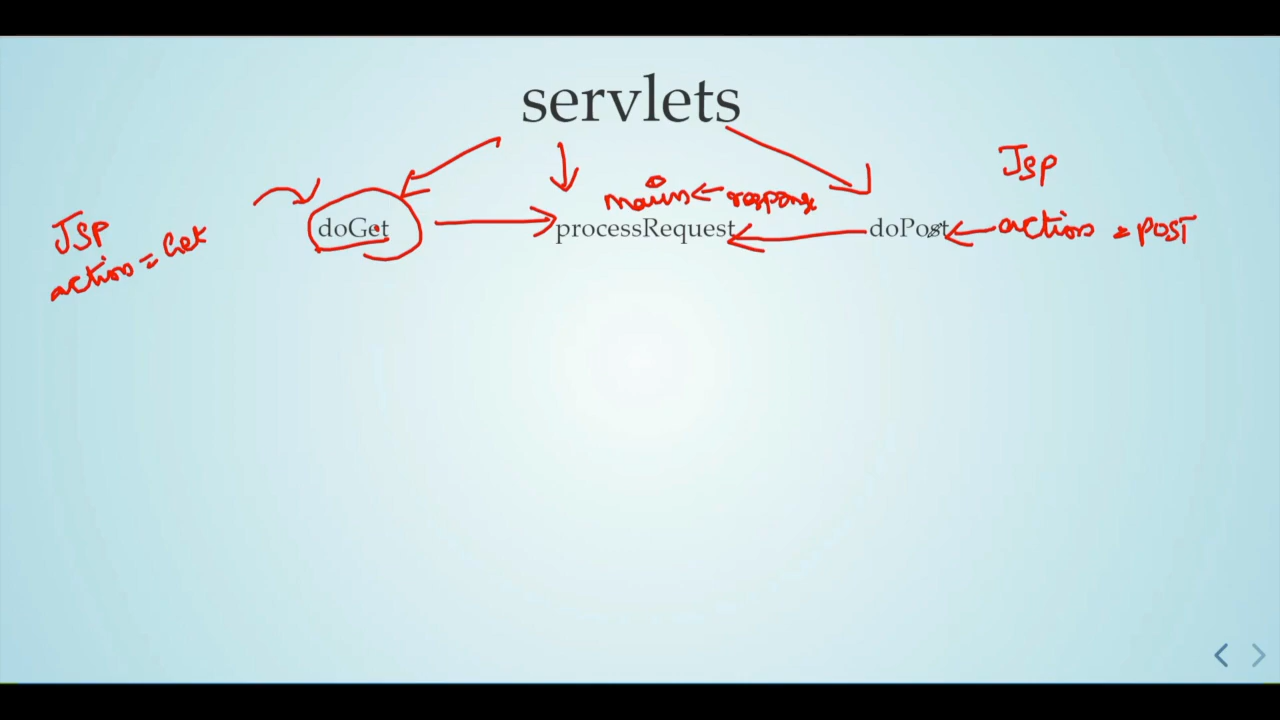 servlets
JSP
main ← response
JSP
action = Get
doGet
processRequest
doPost
action = POST